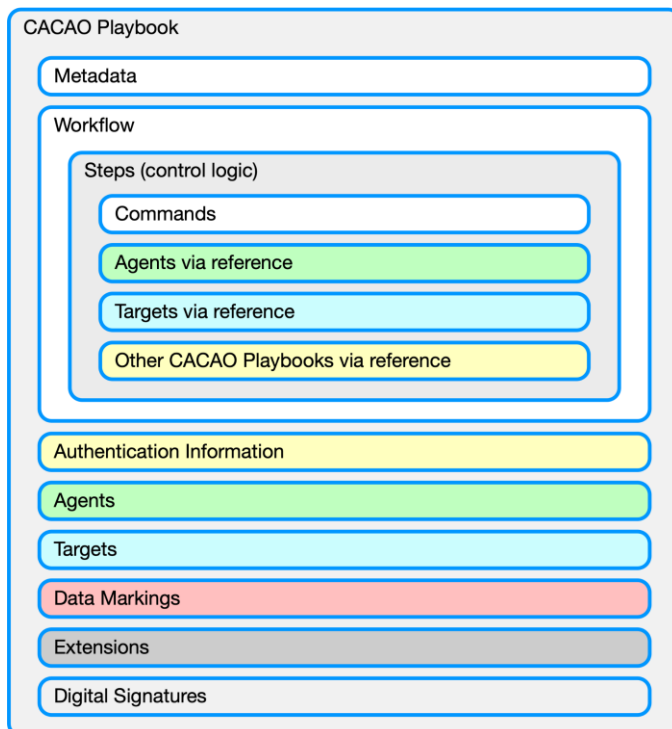 CACAO Playbook
Metadata
Workflow
Steps (control logic)
Commands
Agents via reference
Targets via reference
Other CACAO Playbooks via reference
Authentication Information
Agents
Targets
Data Markings
Extensions
Digital Signatures